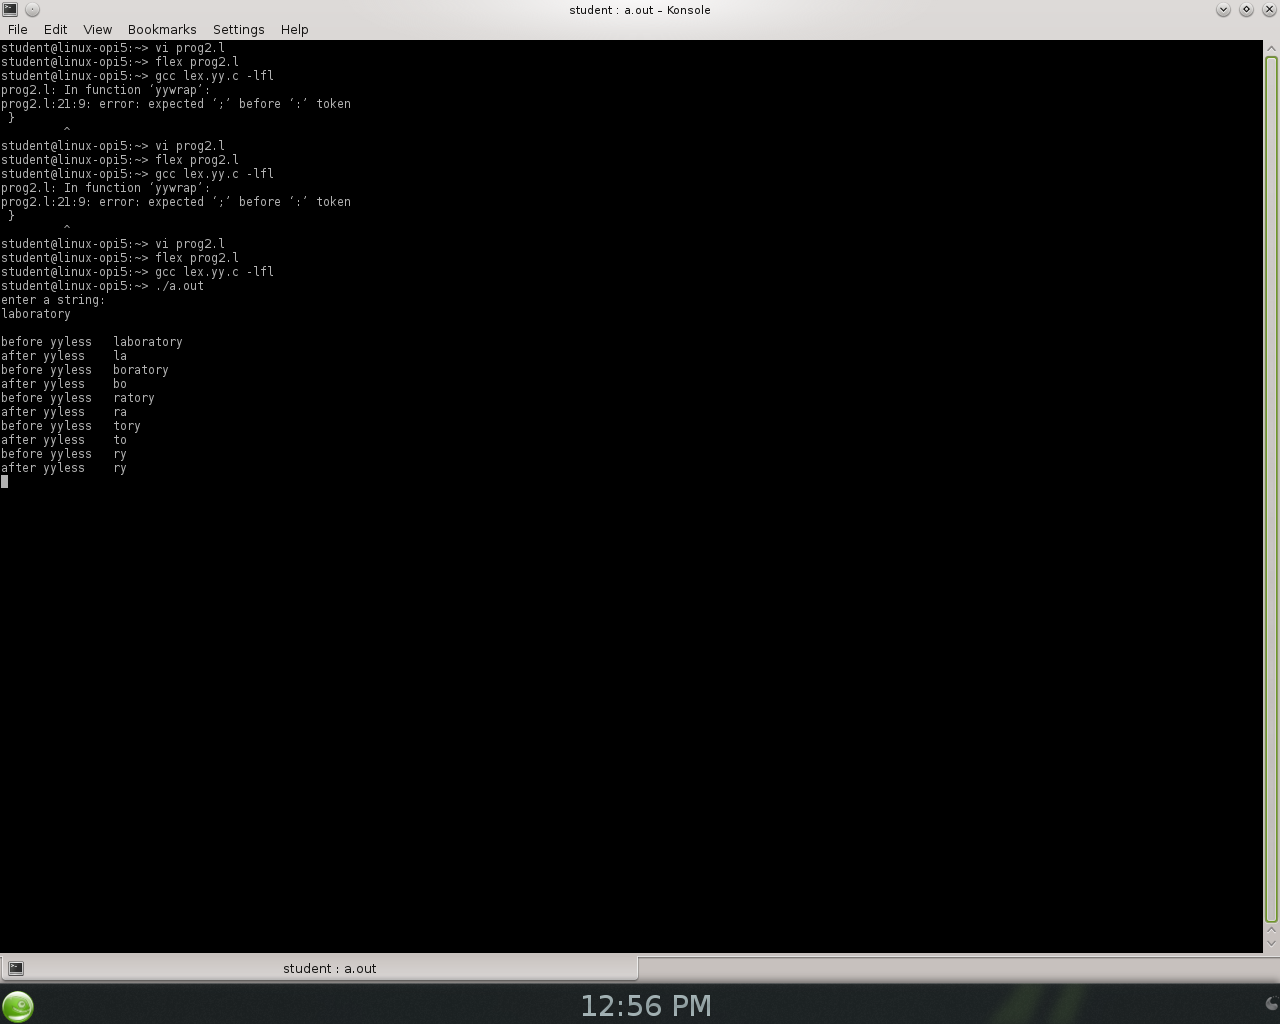 student : a.out – Konsole
File Edit View Bookmarks Settings Help
student@linux-opi5:~> vi prog2.l
student@linux-opi5:~> flex prog2.l
student@linux-opi5:~> gcc lex.yy.c -lfl
prog2.l: In function ‘yywrap’:
prog2.l:21:9: error: expected ‘;’ before ‘:’ token
 }
         ^
student@linux-opi5:~> vi prog2.l
student@linux-opi5:~> flex prog2.l
student@linux-opi5:~> gcc lex.yy.c -lfl
prog2.l: In function ‘yywrap’:
prog2.l:21:9: error: expected ‘;’ before ‘:’ token
 }
         ^
student@linux-opi5:~> vi prog2.l
student@linux-opi5:~> flex prog2.l
student@linux-opi5:~> gcc lex.yy.c -lfl
student@linux-opi5:~> ./a.out
enter a string:
laboratory

before yyless   laboratory
after yyless    la
before yyless   boratory
after yyless    bo
before yyless   ratory
after yyless    ra
before yyless   tory
after yyless    to
before yyless   ry
after yyless    ry
student : a.out
12:56 PM